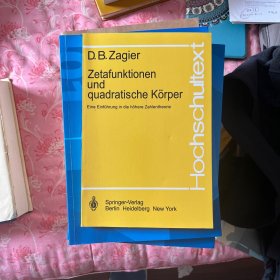 D. B. Zagier
Zetafunktionen
und
quadratische Körper
Eine Einführung in die höhere Zahlentheorie
Hochschultext
Springer-Verlag
Berlin Heidelberg New York